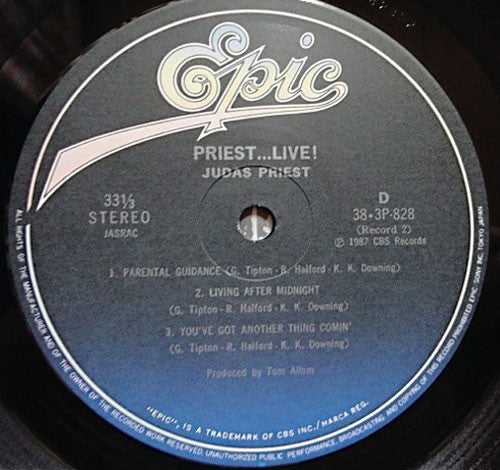 Epic
PRIEST...LIVE!
JUDAS PRIEST
33⅓
STEREO
JASRAC
D
38・3P-828
(Record 2)
Ⓟ 1987 CBS Records
1. PARENTAL GUIDANCE (G. Tipton - R. Halford - K. K. Downing)
2. LIVING AFTER MIDNIGHT
(G. Tipton - R. Halford - K. K. Downing)
3. YOU'VE GOT ANOTHER THING COMIN'
(G. Tipton - R. Halford - K. K. Downing)
Produced by Tom Allom
"EPIC", IS A TRADEMARK OF CBS INC./MARCA REG.
ALL RIGHTS OF THE MANUFACTURER AND OF THE OWNER OF THE RECORDED WORK RESERVED. UNAUTHORIZED PUBLIC PERFORMANCE, BROADCASTING AND COPYING OF THIS RECORD PROHIBITED EPIC/SONY INC. TOKYO JAPAN